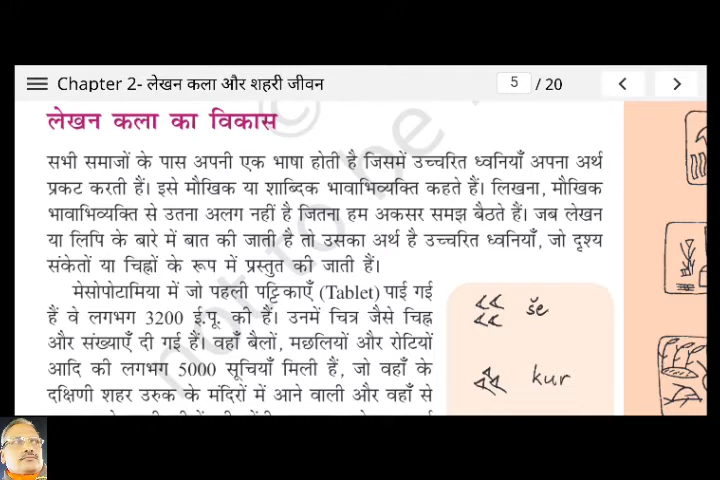 Chapter 2- लेखन कला और शहरी जीवन
5 / 20
लेखन कला का विकास
सभी समाजों के पास अपनी एक भाषा होती है जिसमें उच्चरित ध्वनियाँ अपना अर्थ
प्रकट करती हैं। इसे मौखिक या शाब्दिक भावाभिव्यक्ति कहते हैं। लिखना, मौखिक
भावाभिव्यक्ति से उतना अलग नहीं है जितना हम अकसर समझ बैठते हैं। जब लेखन
या लिपि के बारे में बात की जाती है तो उसका अर्थ है उच्चरित ध्वनियाँ, जो दृश्य
संकेतों या चिह्नों के रूप में प्रस्तुत की जाती हैं।
मेसोपोटामिया में जो पहली पट्टिकाएँ (Tablet) पाई गई
हैं वे लगभग 3200 ई.पू. की हैं। उनमें चित्र जैसे चिह्न
और संख्याएँ दी गई हैं। वहाँ बैलों, मछलियों और रोटियों
आदि की लगभग 5000 सूचियाँ मिली हैं, जो वहाँ के
दक्षिणी शहर उरुक के मंदिरों में आने वाली और वहाँ से
še
kur
not to be